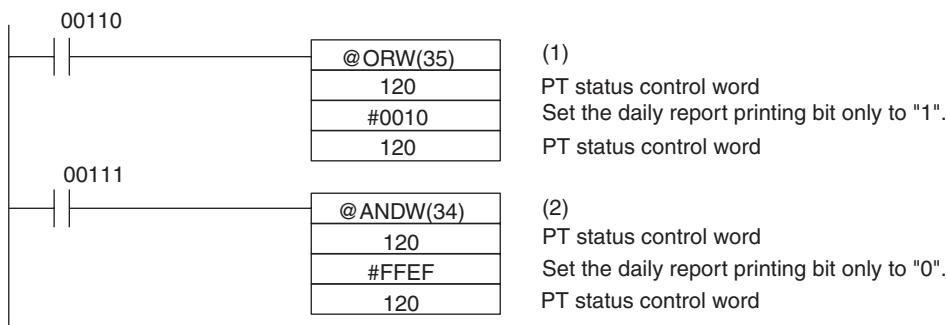 00110
@ORW(35) (1)
120 PT status control word
#0010 Set the daily report printing bit only to "1".
120 PT status control word
00111
@ANDW(34) (2)
120 PT status control word
#FFEF Set the daily report printing bit only to "0".
120 PT status control word